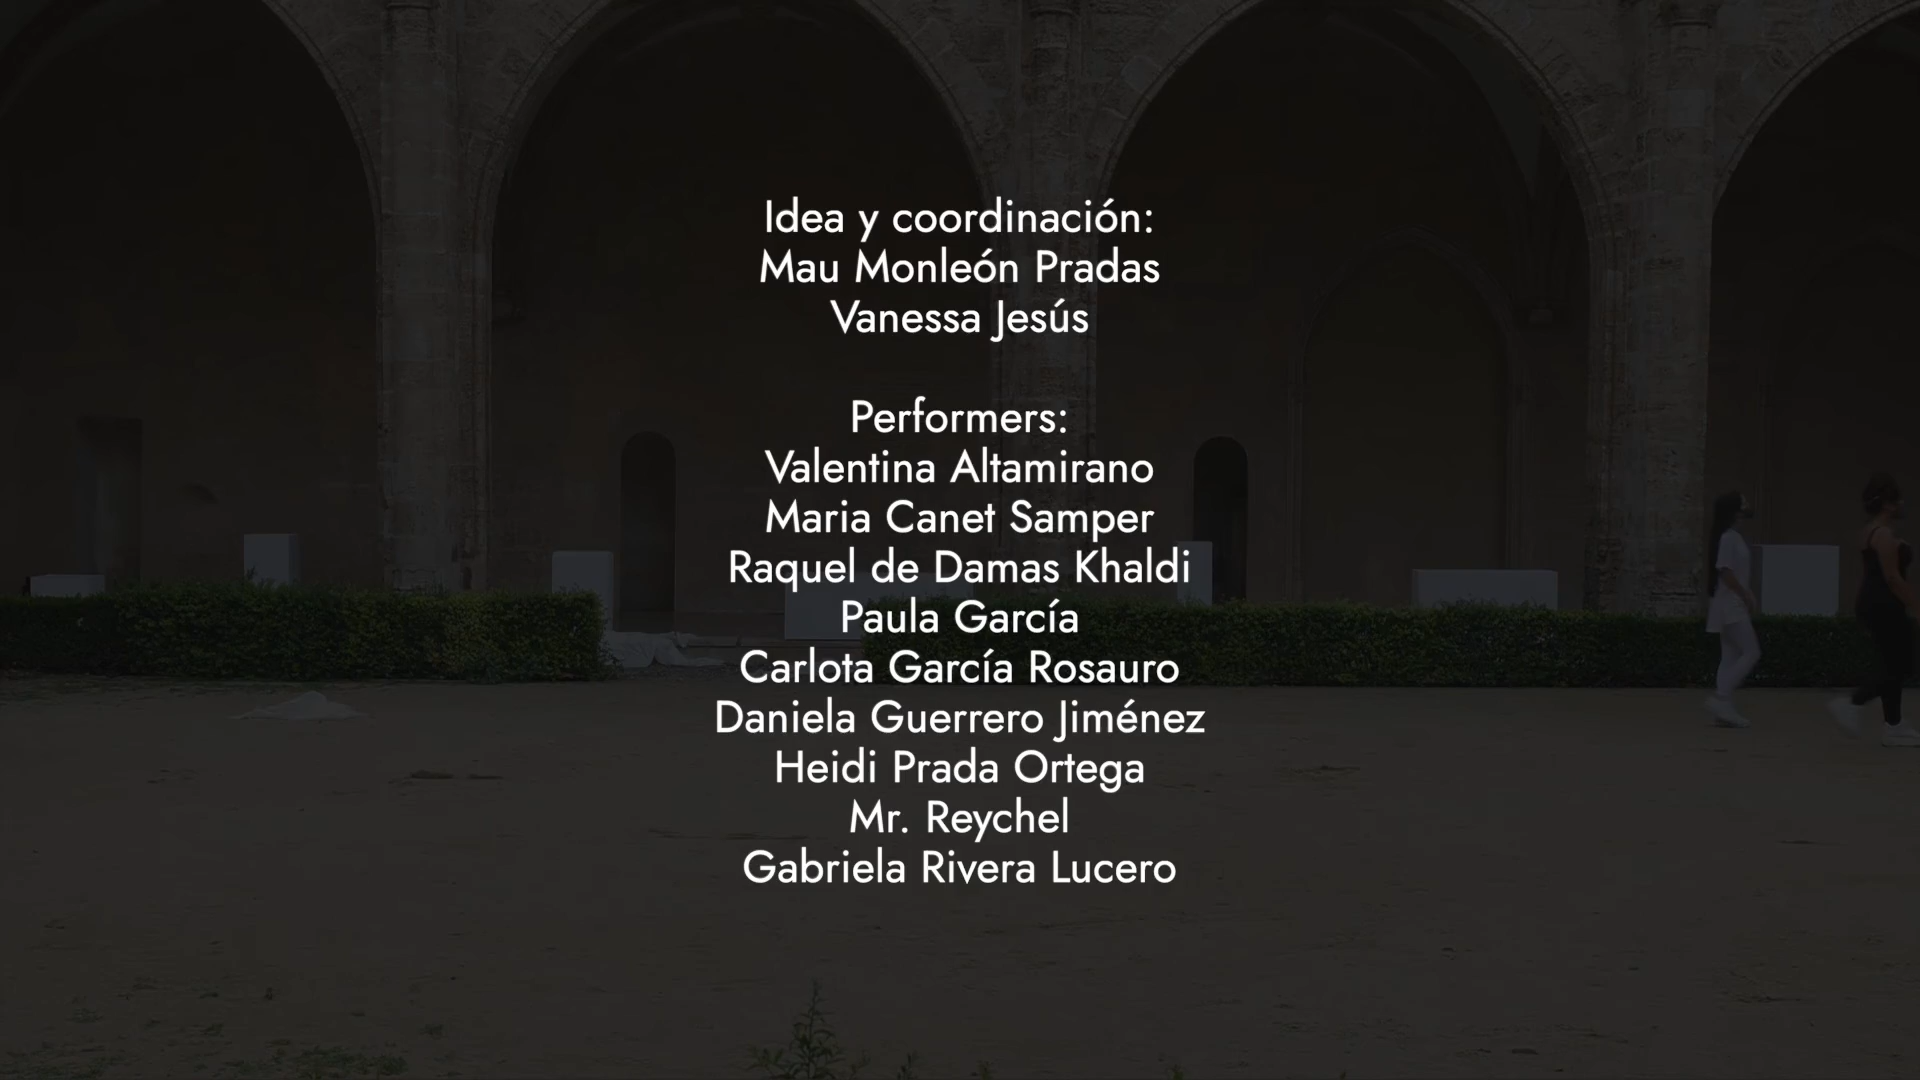 Idea y coordinación:
Mau Monleón Pradas
Vanessa Jesús
Performers:
Valentina Altamirano
Maria Canet Samper
Raquel de Damas Khaldi
Paula García
Carlota García Rosauro
Daniela Guerrero Jiménez
Heidi Prada Ortega
Mr. Reychel
Gabriela Rivera Lucero